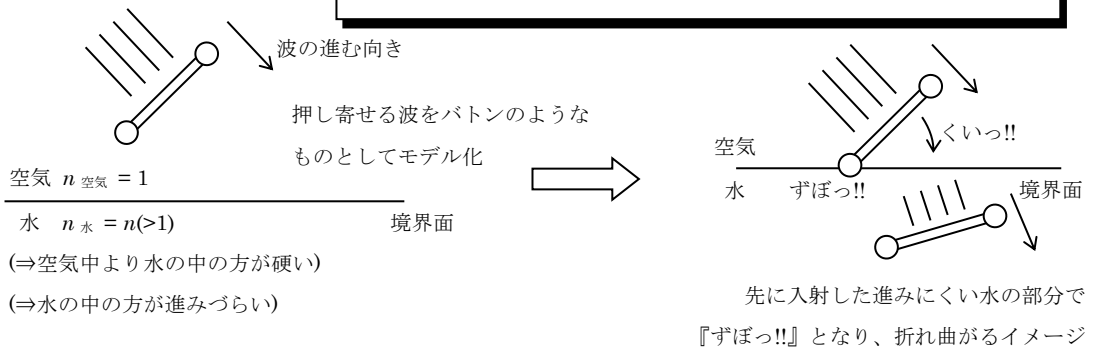 波の進む向き
押し寄せる波をバトンのような
ものとしてモデル化
空気 n 空気 = 1
水 n 水 = n(>1)
境界面
(⇒空気中より水の中の方が硬い)
(⇒水の中の方が進みづらい)
くいっ!!
空気
水
ずぼっ!!
境界面
先に入射した進みにくい水の部分で
『ずぼっ!!』となり、折れ曲がるイメージ